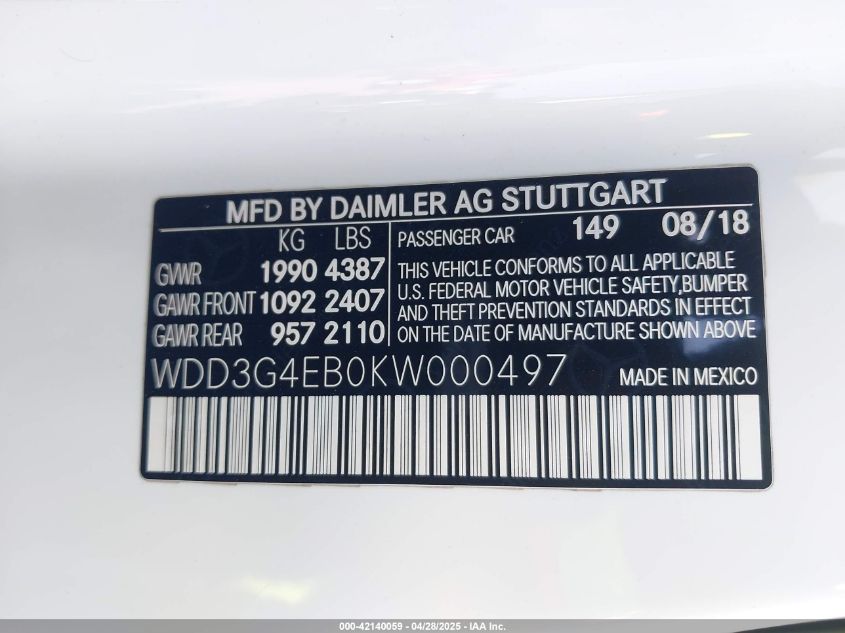 MFD BY DAIMLER AG STUTTGART
KG LBS
GVWR 1990 4387
GAWR FRONT 1092 2407
GAWR REAR 957 2110
PASSENGER CAR 149 08/18
THIS VEHICLE CONFORMS TO ALL APPLICABLE
U.S. FEDERAL MOTOR VEHICLE SAFETY,BUMPER
AND THEFT PREVENTION STANDARDS IN EFFECT
ON THE DATE OF MANUFACTURE SHOWN ABOVE
WDD3G4EB0KW000497 MADE IN MEXICO
000-42140059 - 04/28/2025 - IAA Inc.